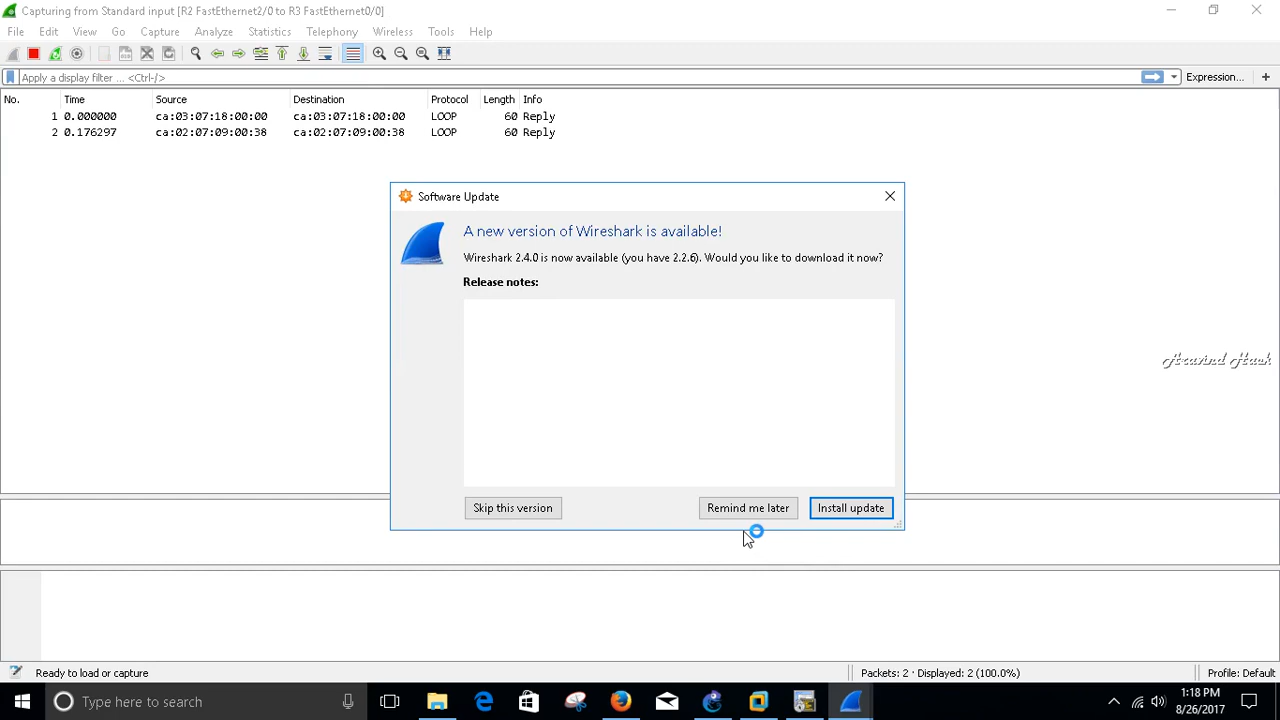 Capturing from Standard input [R2 FastEthernet2/0 to R3 FastEthernet0/0]
File Edit View Go Capture Analyze Statistics Telephony Wireless Tools Help
Apply a display filter ... <Ctrl-/> Expression... +
No. Time Source Destination Protocol Length Info
1 0.000000 ca:03:07:18:00:00 ca:03:07:18:00:00 LOOP 60 Reply
2 0.176297 ca:02:07:09:00:38 ca:02:07:09:00:38 LOOP 60 Reply
Software Update
A new version of Wireshark is available!
Wireshark 2.4.0 is now available (you have 2.2.6). Would you like to download it now?
Release notes:
Aravind Hask
Skip this version Remind me later Install update
Ready to load or capture Packets: 2 · Displayed: 2 (100.0%) Profile: Default
Type here to search
1:18 PM
8/26/2017